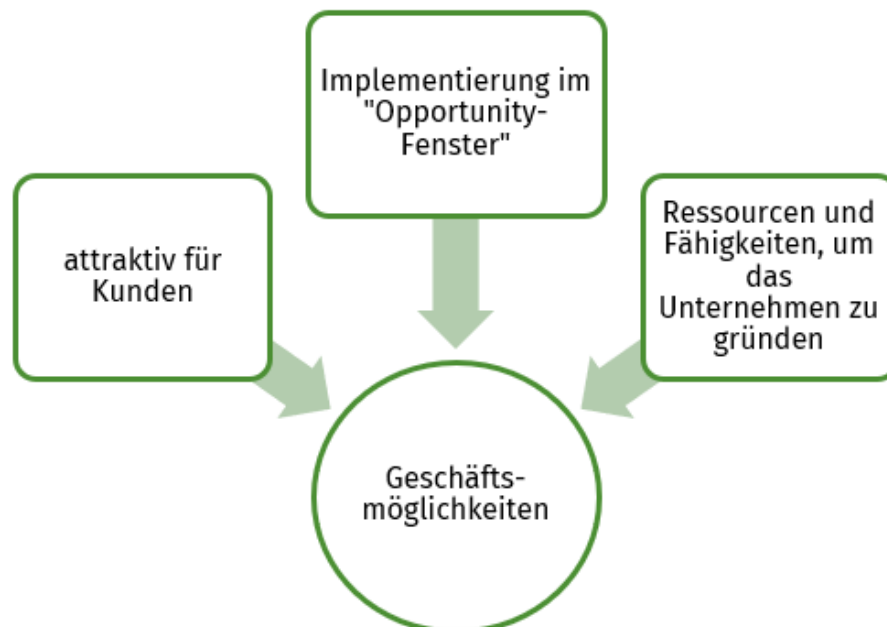 Implementierung im
"Opportunity-
Fenster"
attraktiv für
Kunden
Ressourcen und
Fähigkeiten, um
das
Unternehmen zu
gründen
Geschäfts-
möglichkeiten